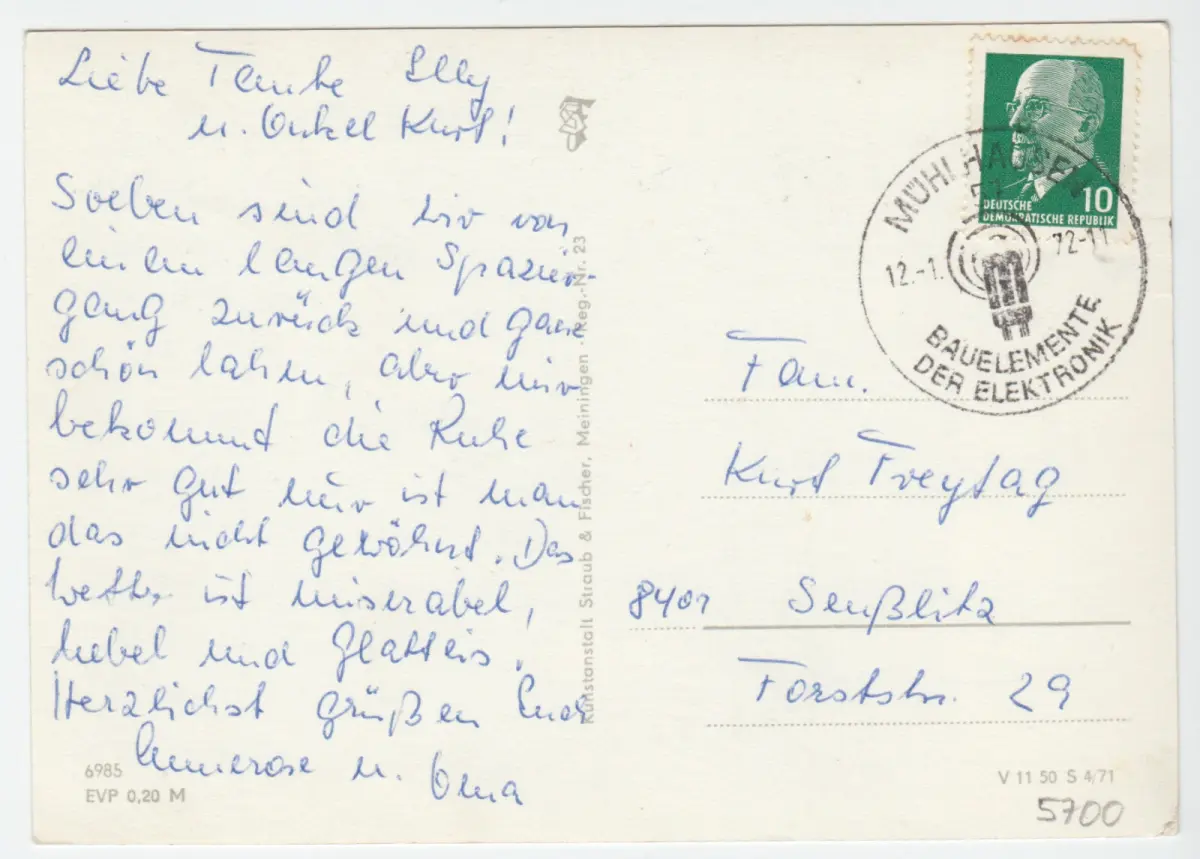 Liebe Tante Elly
u. Onkel Kurt!
Soeben sind wir von
einem langen Spazier-
gang zurück und ganz
schön lahm, aber mir
bekommt die Ruhe
sehr gut nur ist man
das nicht gewöhnt. Das
Wetter ist miserabel,
Nebel und Glatteis.
Herzlichst grüßen Euch
Annerose u. Oma
6985
EVP 0,20 M
Kunstanstalt Straub & Fischer, Meiningen · Reg.-Nr. 23
10
DEUTSCHE
DEMOKRATISCHE REPUBLIK
MÜHLHAUSEN
12.-1. 72-11
BAUELEMENTE
DER ELEKTRONIK
Fam.
Kurt Freytag
8401 Seußlitz
Forststr. 29
V 11 50 S 4/71
5700